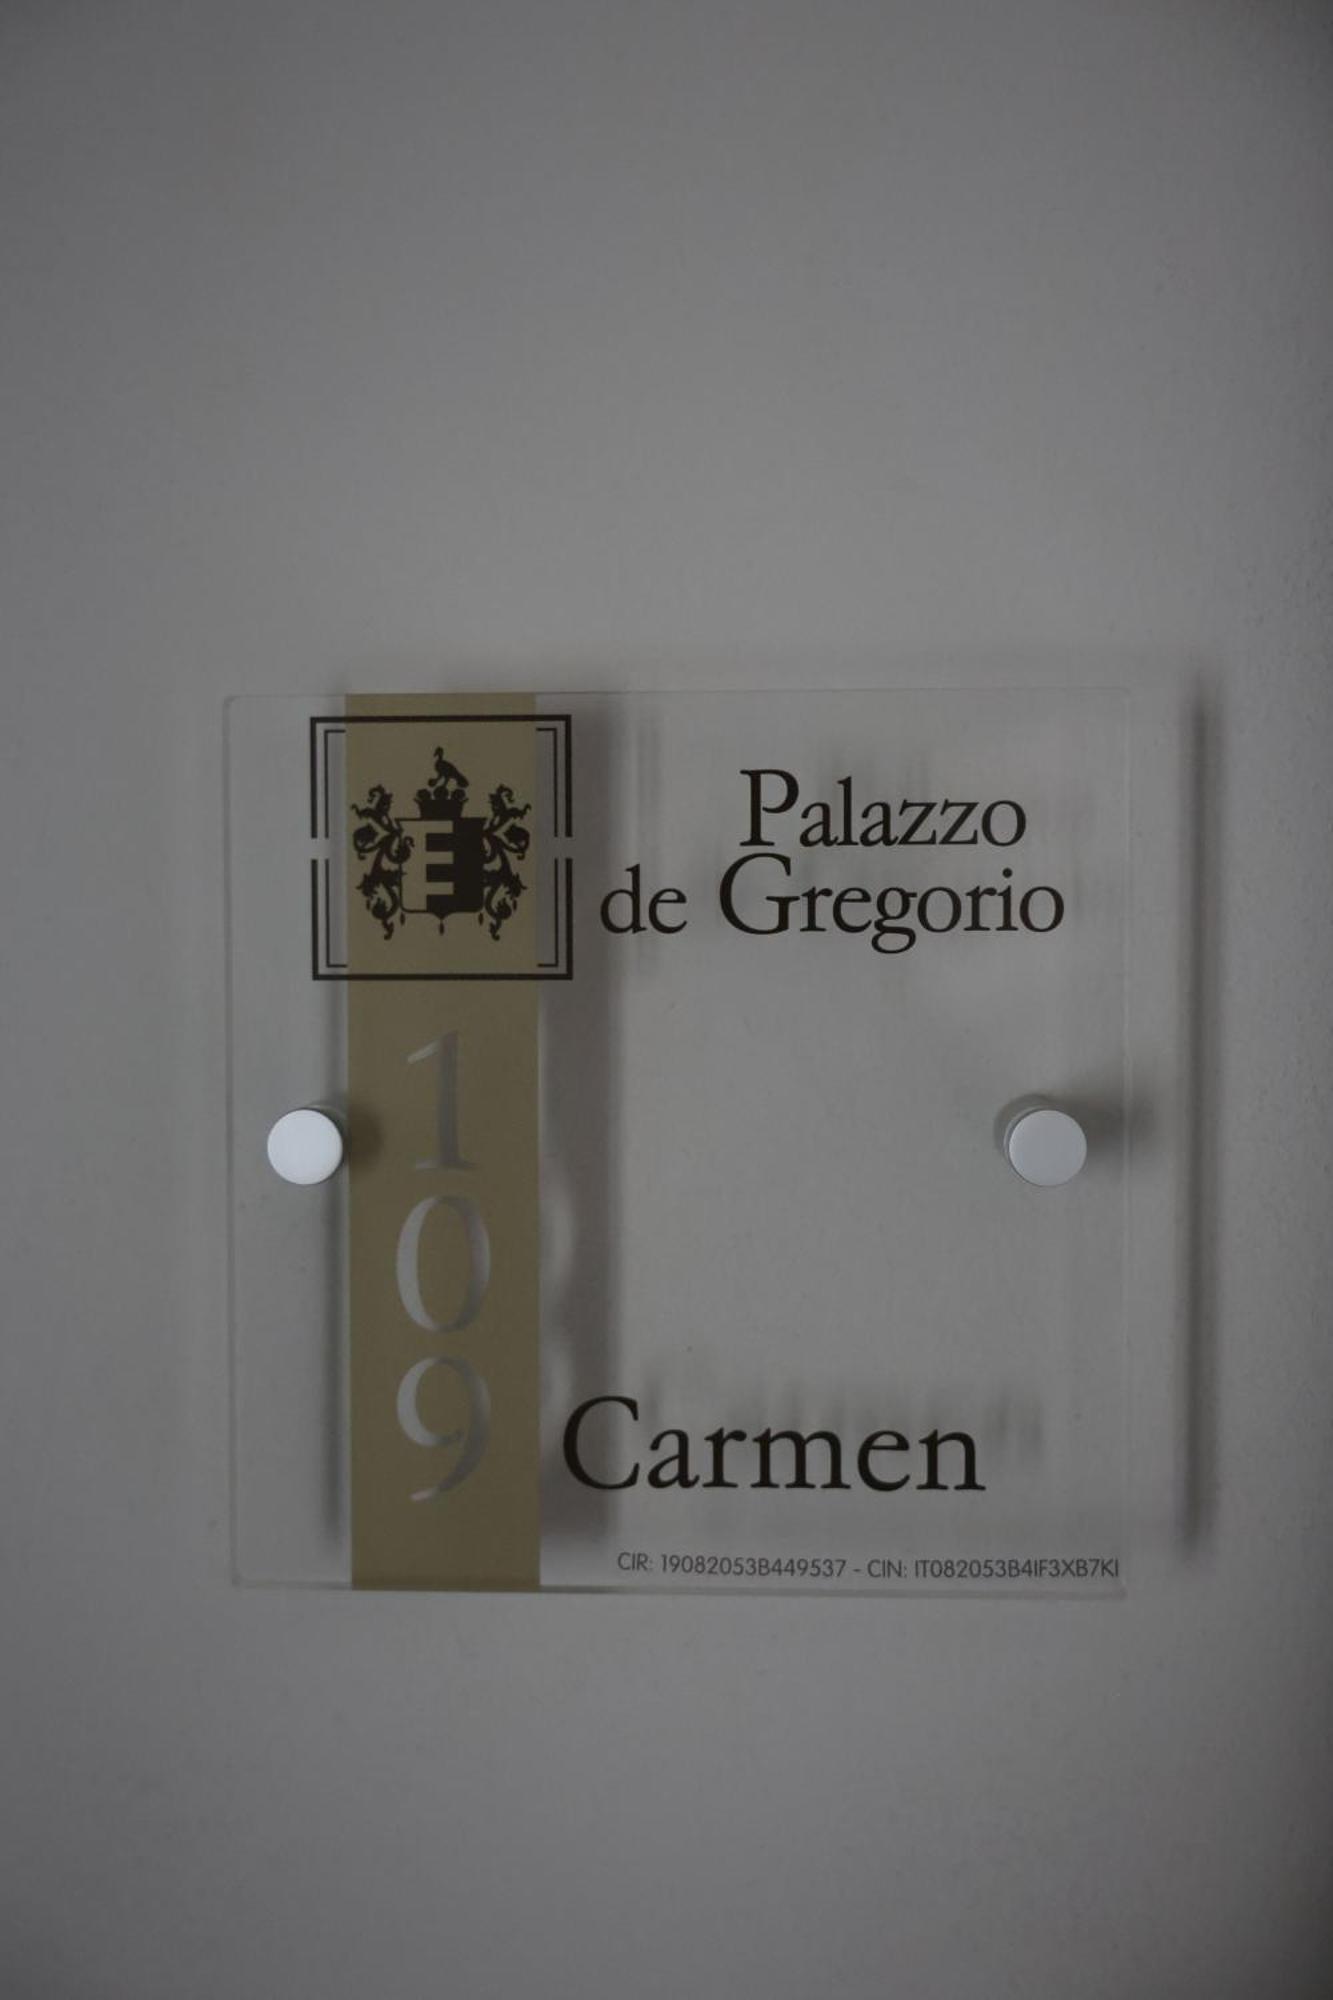 Palazzo
de Gregorio
109
Carmen
CIR: 19082053B449537 - CIN: IT082053B4IF3XB7KI